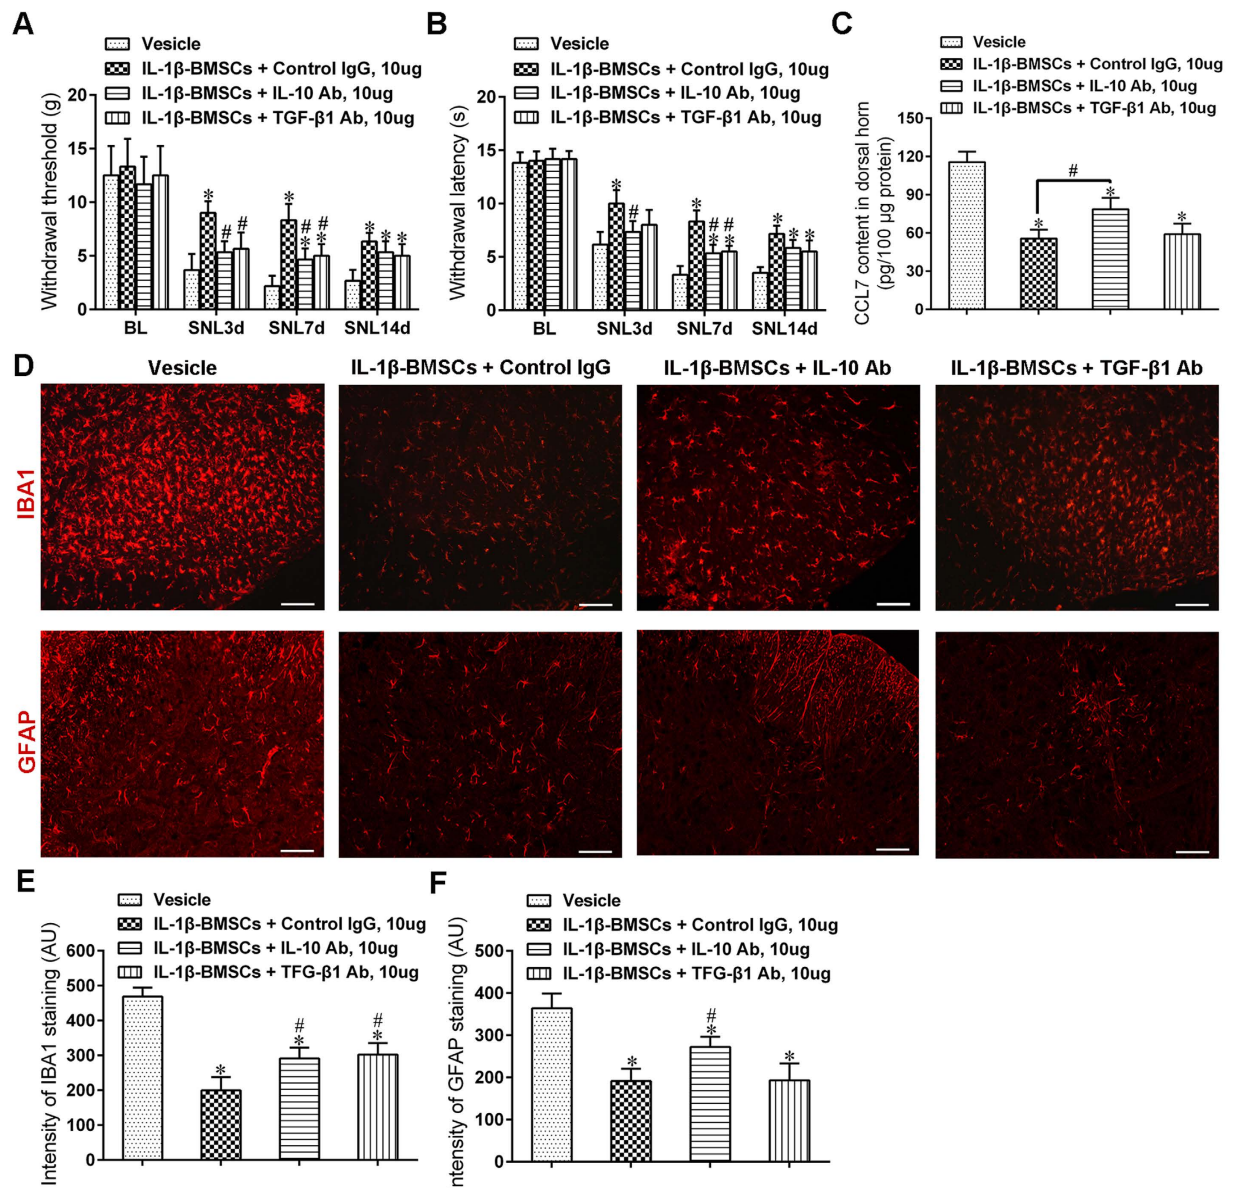 A
Vesicle
IL-1β-BMSCs + Control IgG, 10ug
IL-1β-BMSCs + IL-10 Ab, 10ug
IL-1β-BMSCs + TGF-β1 Ab, 10ug
Withdrawal threshold (g)
20
15
10
5
0
* # # * # * # * * * *
BL SNL3d SNL7d SNL14d
B
Vesicle
IL-1β-BMSCs + Control IgG, 10ug
IL-1β-BMSCs + IL-10 Ab, 10ug
IL-1β-BMSCs + TGF-β1 Ab, 10ug
Withdrawal latency (s)
20
15
10
5
0
* # * # * # * * * *
BL SNL3d SNL7d SNL14d
C
Vesicle
IL-1β-BMSCs + Control IgG, 10ug
IL-1β-BMSCs + IL-10 Ab, 10ug
IL-1β-BMSCs + TGF-β1 Ab, 10ug
CCL7 content in dorsal horn
(pg/100 μg protein)
150
120
90
60
30
0
#
* * *
D
Vesicle
IL-1β-BMSCs + Control IgG
IL-1β-BMSCs + IL-10 Ab
IL-1β-BMSCs + TGF-β1 Ab
IBA1
GFAP
E
Vesicle
IL-1β-BMSCs + Control IgG, 10ug
IL-1β-BMSCs + IL-10 Ab, 10ug
IL-1β-BMSCs + TFG-β1 Ab, 10ug
Intensity of IBA1 staining (AU)
600
500
400
300
200
100
0
# #
* * *
F
Vesicle
IL-1β-BMSCs + Control IgG, 10ug
IL-1β-BMSCs + IL-10 Ab, 10ug
IL-1β-BMSCs + TFG-β1 Ab, 10ug
ntensity of GFAP staining (AU)
500
400
300
200
100
0
#
* * *